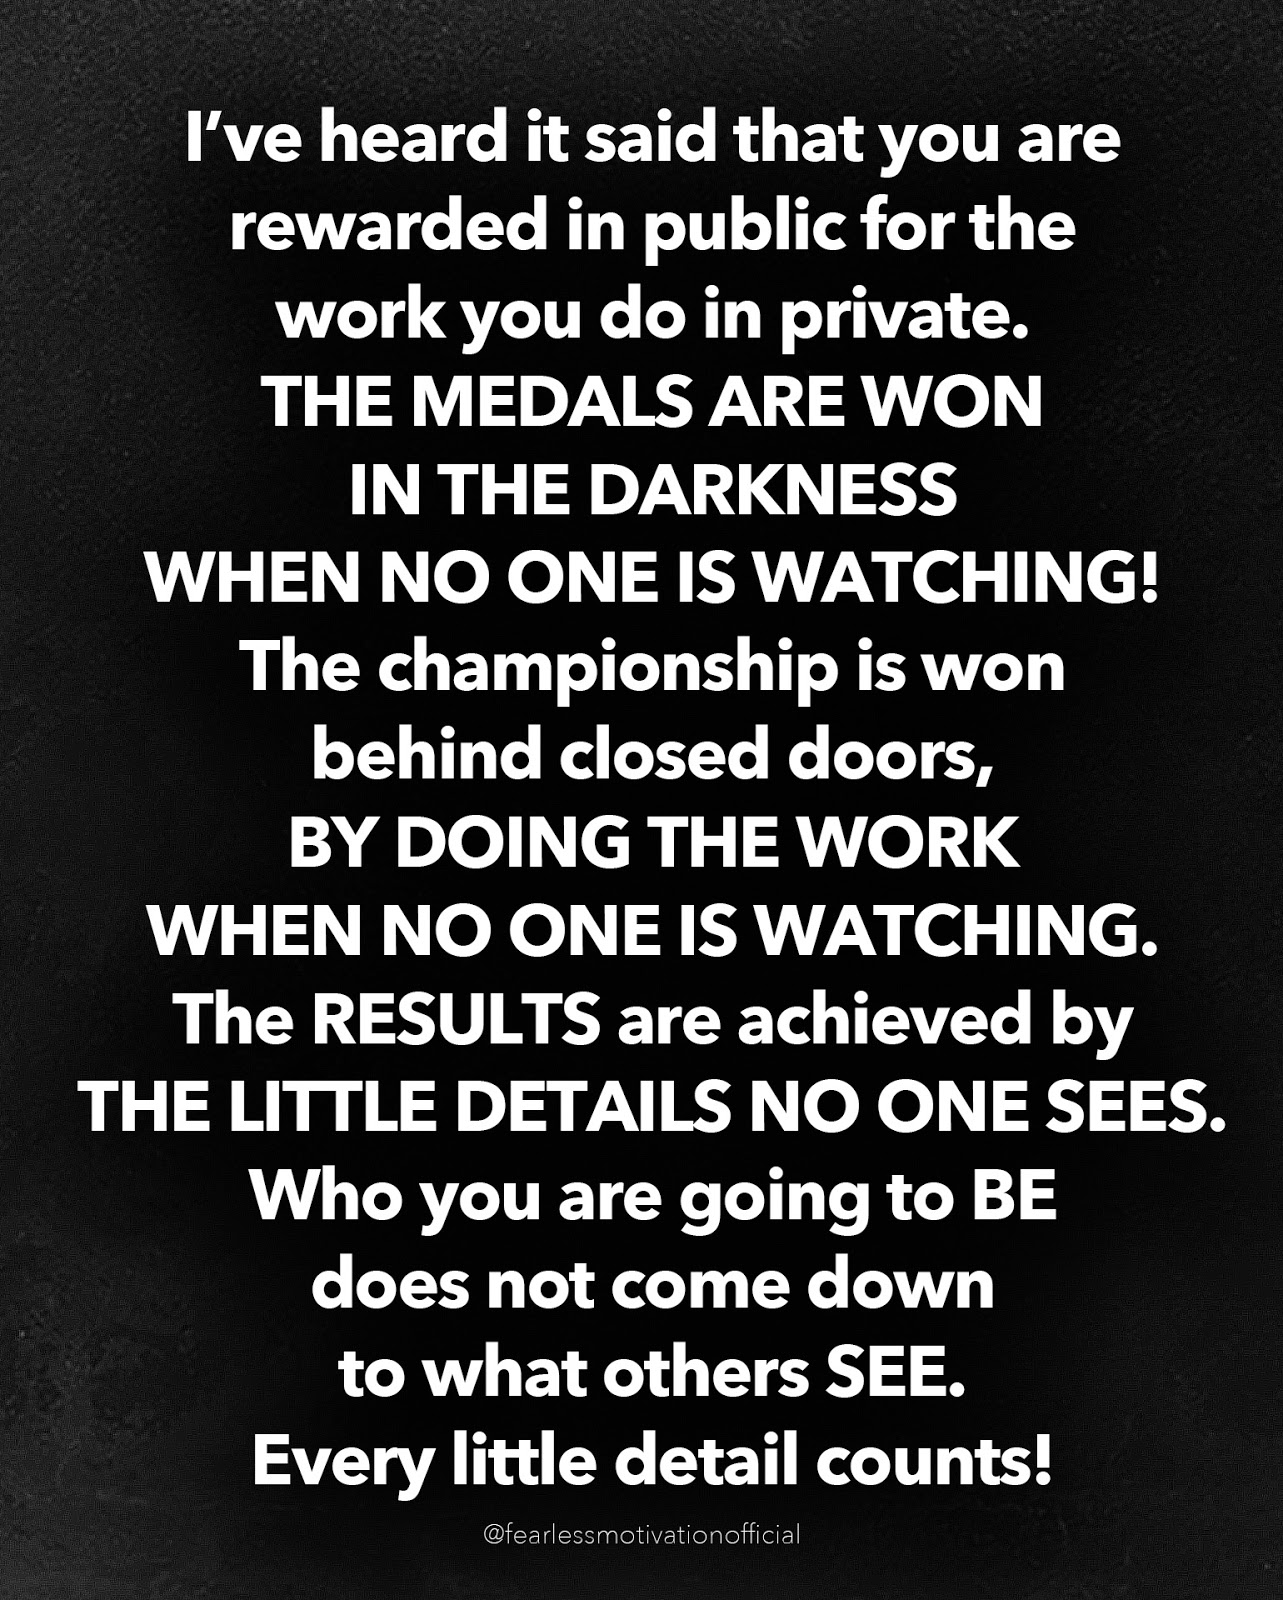 I’ve heard it said that you are
rewarded in public for the
work you do in private.
THE MEDALS ARE WON
IN THE DARKNESS
WHEN NO ONE IS WATCHING!
The championship is won
behind closed doors,
BY DOING THE WORK
WHEN NO ONE IS WATCHING.
The RESULTS are achieved by
THE LITTLE DETAILS NO ONE SEES.
Who you are going to BE
does not come down
to what others SEE.
Every little detail counts!
@fearlessmotivationofficial